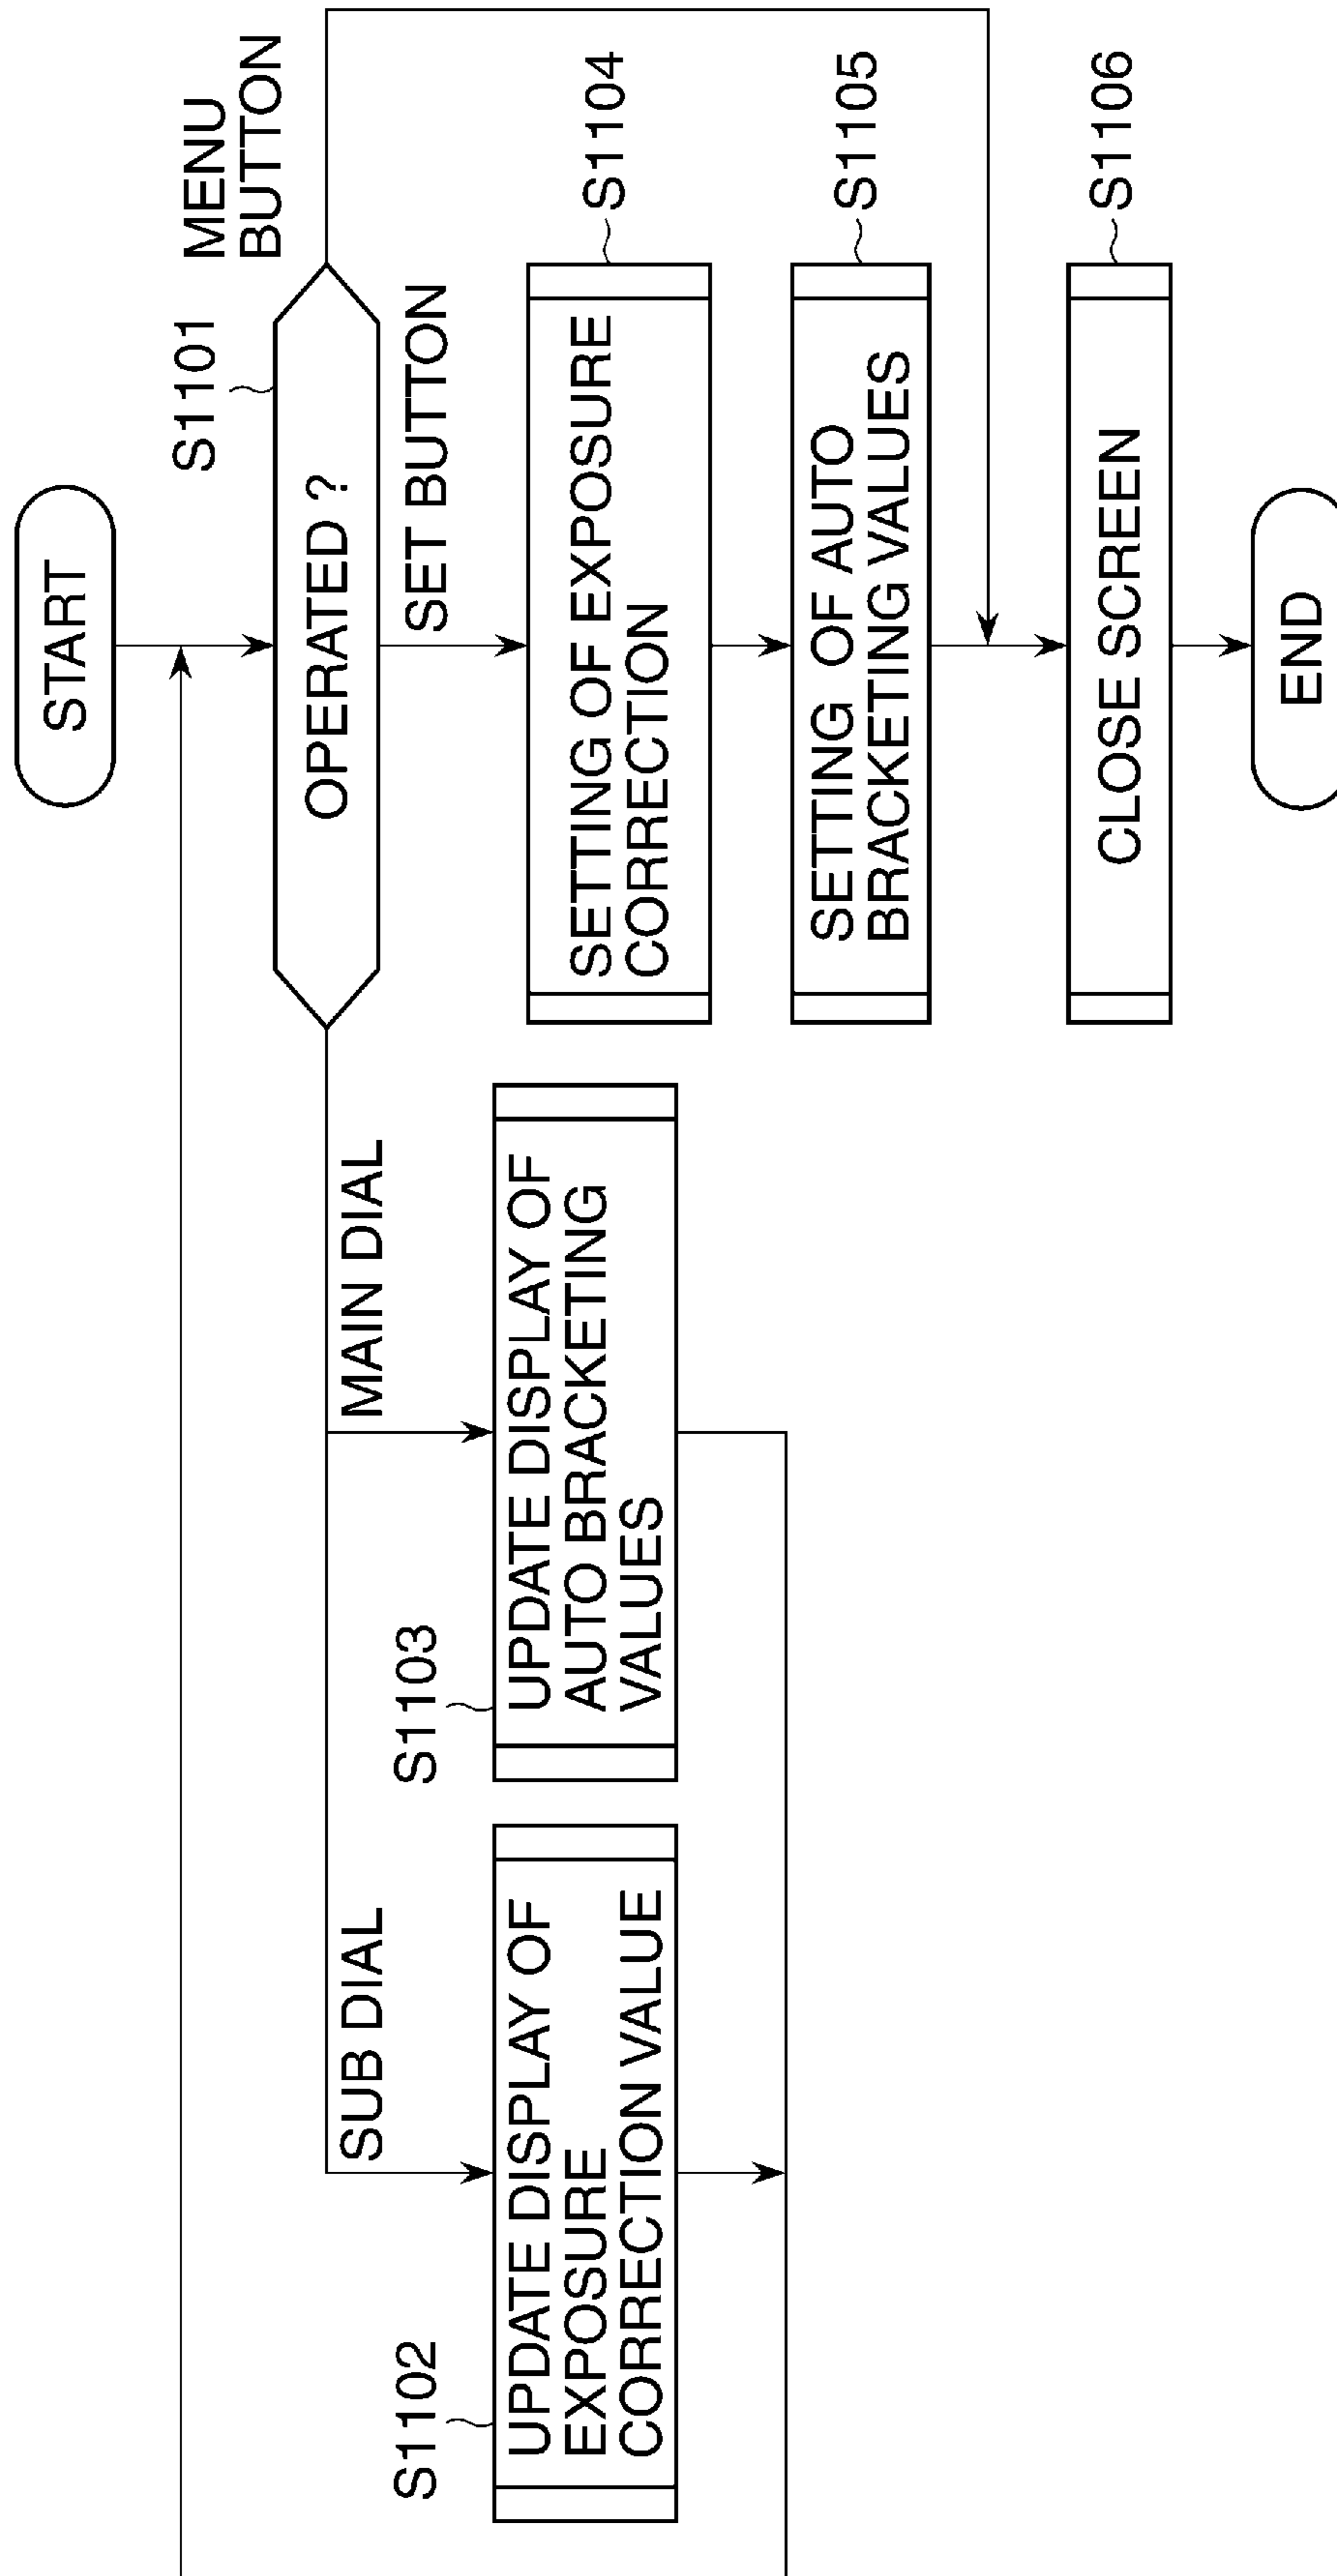 START
S1101
MENU
BUTTON
OPERATED ?
SUB DIAL
MAIN DIAL
SET BUTTON
S1102
UPDATE DISPLAY OF
EXPOSURE
CORRECTION VALUE
S1103
UPDATE DISPLAY OF
AUTO BRACKETING
VALUES
SETTING OF EXPOSURE
CORRECTION
S1104
SETTING OF AUTO
BRACKETING VALUES
S1105
CLOSE SCREEN
S1106
END